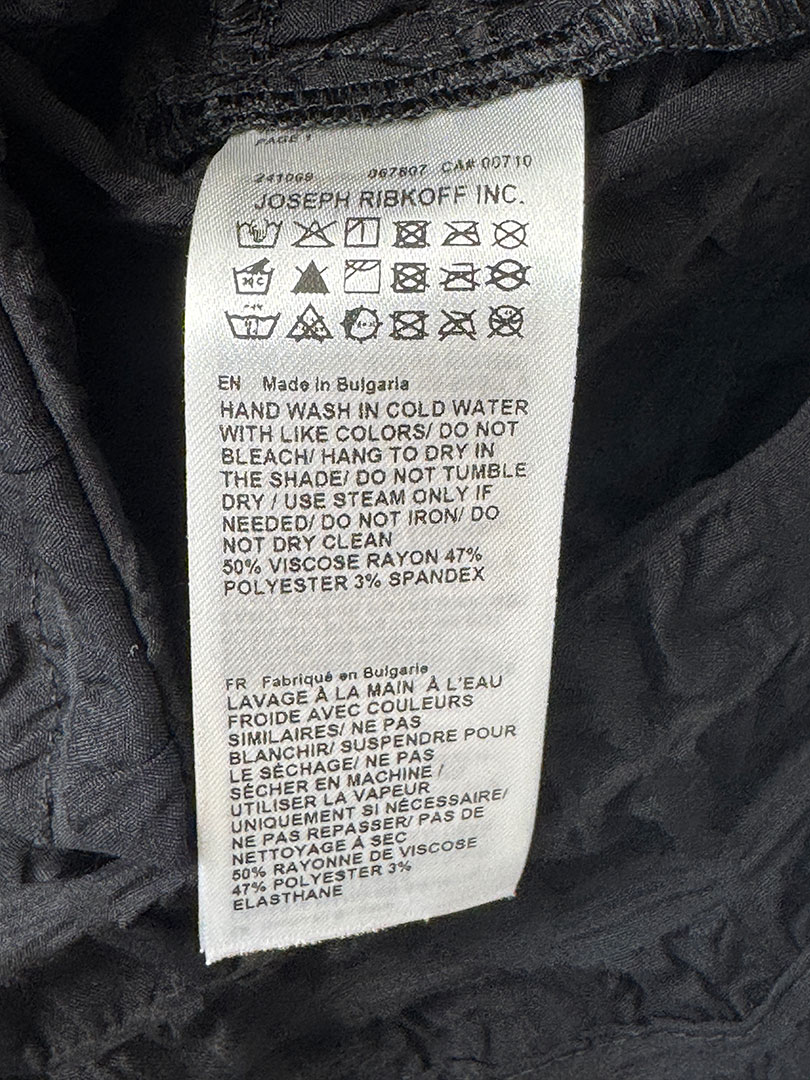 PAGE 1
241069 067807 CA# 00710
JOSEPH RIBKOFF INC.
EN Made in Bulgaria
HAND WASH IN COLD WATER
WITH LIKE COLORS/ DO NOT
BLEACH/ HANG TO DRY IN
THE SHADE/ DO NOT TUMBLE
DRY / USE STEAM ONLY IF
NEEDED/ DO NOT IRON/ DO
NOT DRY CLEAN
50% VISCOSE RAYON 47%
POLYESTER 3% SPANDEX
FR Fabriqué en Bulgarie
LAVAGE À LA MAIN À L'EAU
FROIDE AVEC COULEURS
SIMILAIRES/ NE PAS
BLANCHIR/ SUSPENDRE POUR
LE SÉCHAGE/ NE PAS
SÉCHER EN MACHINE /
UTILISER LA VAPEUR
UNIQUEMENT SI NÉCESSAIRE/
NE PAS REPASSER/ PAS DE
NETTOYAGE À SEC
50% RAYONNE DE VISCOSE
47% POLYESTER 3%
ELASTHANE